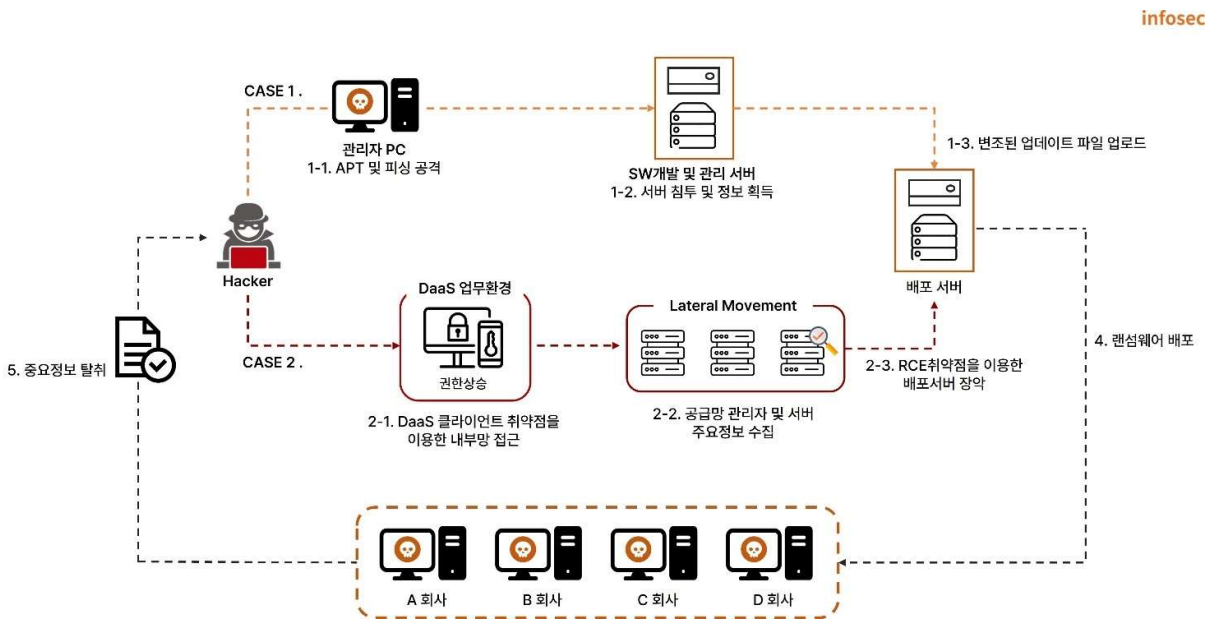 infosec
CASE 1 .
관리자 PC
1-1. APT 및 피싱 공격
SW개발 및 관리 서버
1-2. 서버 침투 및 정보 획득
1-3. 변조된 업데이트 파일 업로드
배포 서버
Hacker
CASE 2 .
DaaS 업무환경
권한상승
2-1. DaaS 클라이언트 취약점을
이용한 내부망 접근
Lateral Movement
2-2. 공급망 관리자 및 서버
주요정보 수집
2-3. RCE취약점을 이용한
배포서버 장악
4. 랜섬웨어 배포
5. 중요정보 탈취
A 회사
B 회사
C 회사
D 회사